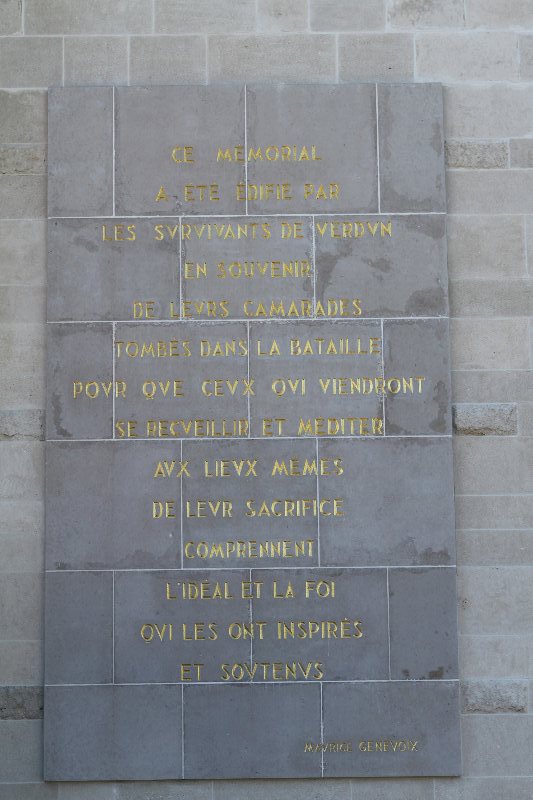 CE MÉMORIAL
A ÉTÉ ÉDIFIÉ PAR
LES SVRVIVANTS DE VERDVN
EN SOUVENIR
DE LEVRS CAMARADES
TOMBÉS DANS LA BATAILLE
POVR QVE CEVX QVI VIENDRONT
SE RECVEILLIR ET MÉDITER
AVX LIEVX MÊMES
DE LEVR SACRIFICE
COMPRENNENT
L'IDÉAL ET LA FOI
QVI LES ONT INSPIRÉS
ET SOVTENVS
MAVRICE GENEVOIX